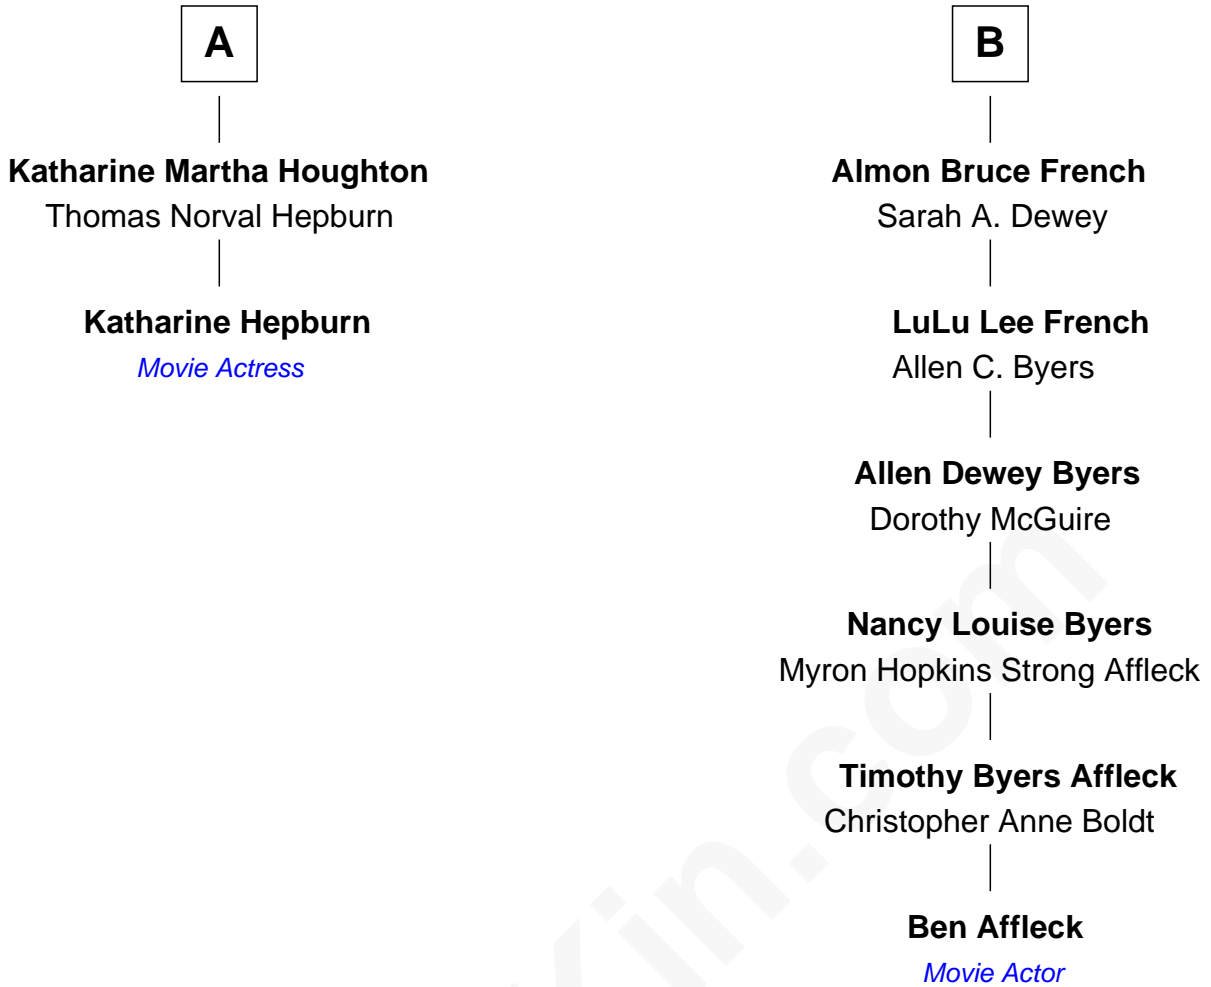 A
Katharine Martha Houghton
Thomas Norval Hepburn
Katharine Hepburn
Movie Actress
B
Almon Bruce French
Sarah A. Dewey
LuLu Lee French
Allen C. Byers
Allen Dewey Byers
Dorothy McGuire
Nancy Louise Byers
Myron Hopkins Strong Affleck
Timothy Byers Affleck
Christopher Anne Boldt
Ben Affleck
Movie Actor
Kin.com